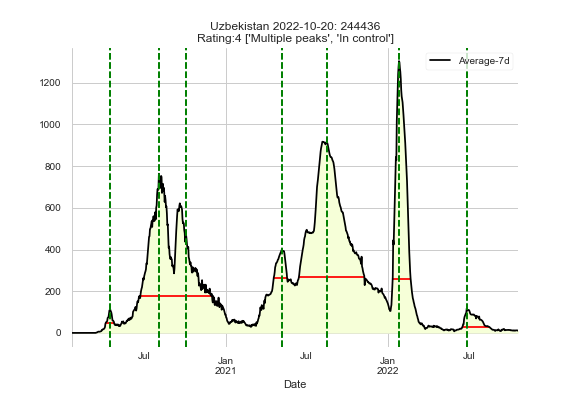 Uzbekistan 2022-10-20: 244436
Rating:4 ['Multiple peaks', 'In control']
Average-7d
1200
1000
800
600
400
200
0
Jul
Jan
2021
Jul
Jan
2022
Jul
Date